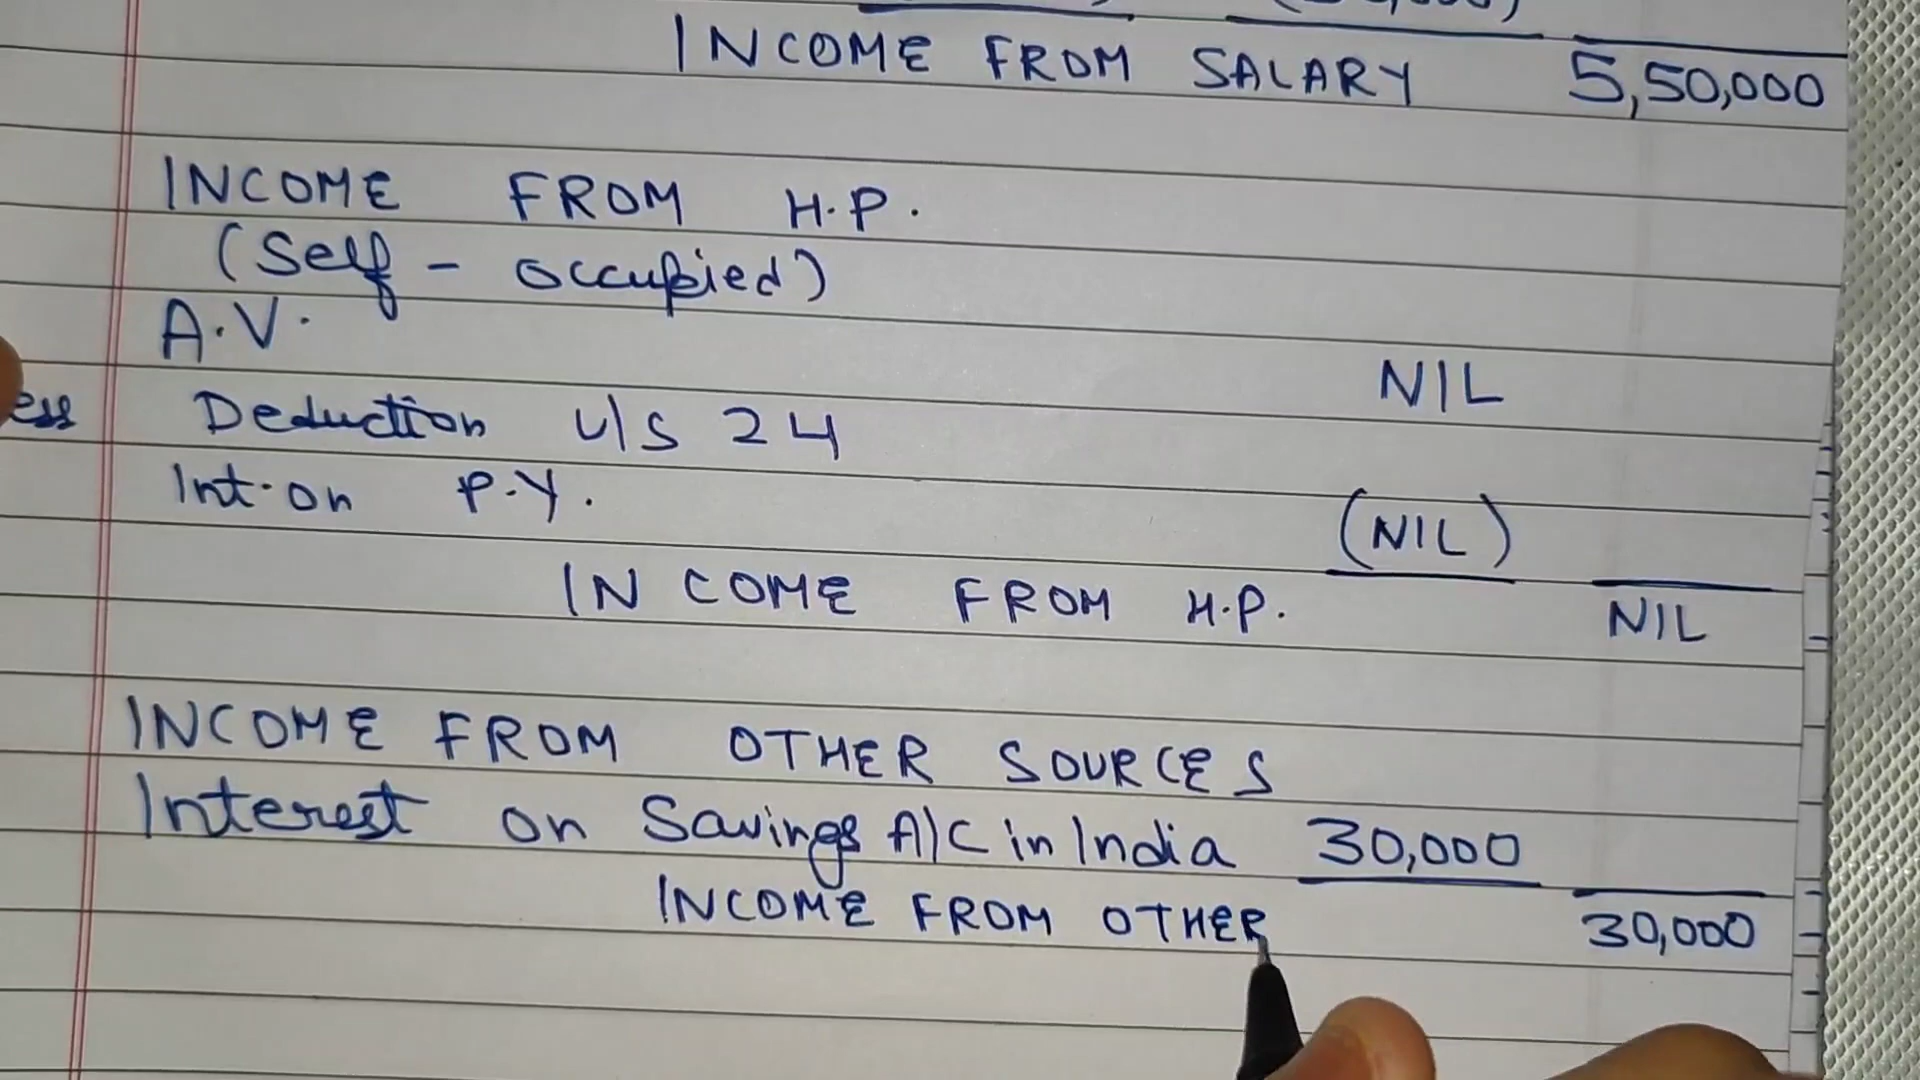 INCOME FROM SALARY 5,50,000
INCOME FROM H.P.
(Self - occupied)
A.V. NIL
Deduction u/s 24
Int. on P.Y. (NIL)
INCOME FROM H.P. NIL
INCOME FROM OTHER SOURCES
Interest on Savings A/C in India 30,000
INCOME FROM OTHER 30,000